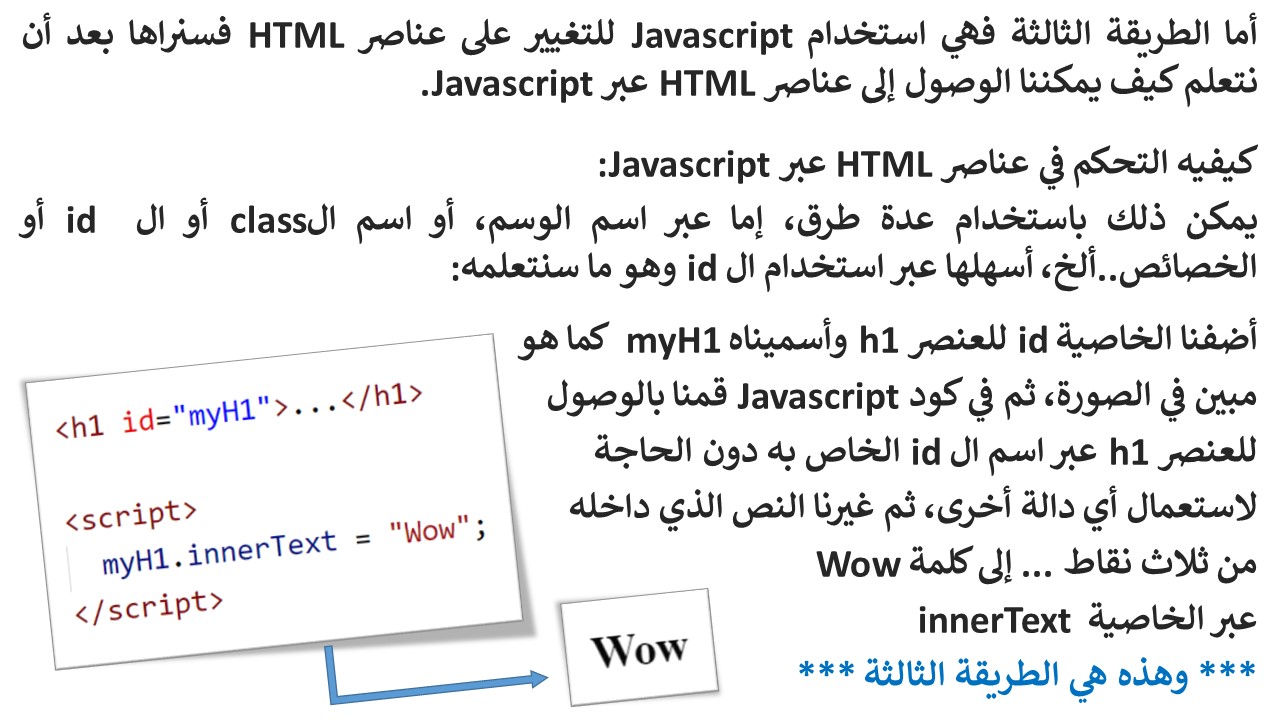 أما الطريقة الثالثة فهي استخدام Javascript للتغيير على عناصر HTML فسنراها بعد أن
نتعلم كيف يمكننا الوصول إلى عناصر HTML عبر Javascript.
كيفيه التحكم في عناصر HTML عبر Javascript:
يمكن ذلك باستخدام عدة طرق، إما عبر اسم الوسم، أو اسم الclass أو ال id أو
الخصائص..ألخ، أسهلها عبر استخدام ال id وهو ما سنتعلمه:
أضفنا الخاصية id للعنصر h1 وأسميناه myH1 كما هو
مبين في الصورة، ثم في كود Javascript قمنا بالوصول
للعنصر h1 عبر اسم ال id الخاص به دون الحاجة
لاستعمال أي دالة أخرى، ثم غيرنا النص الذي داخله
من ثلاث نقاط ... إلى كلمة Wow
عبر الخاصية innerText
*** وهذه هي الطريقة الثالثة ***
<h1 id="myH1">...</h1>
<script>
myH1.innerText = "Wow";
</script>
Wow